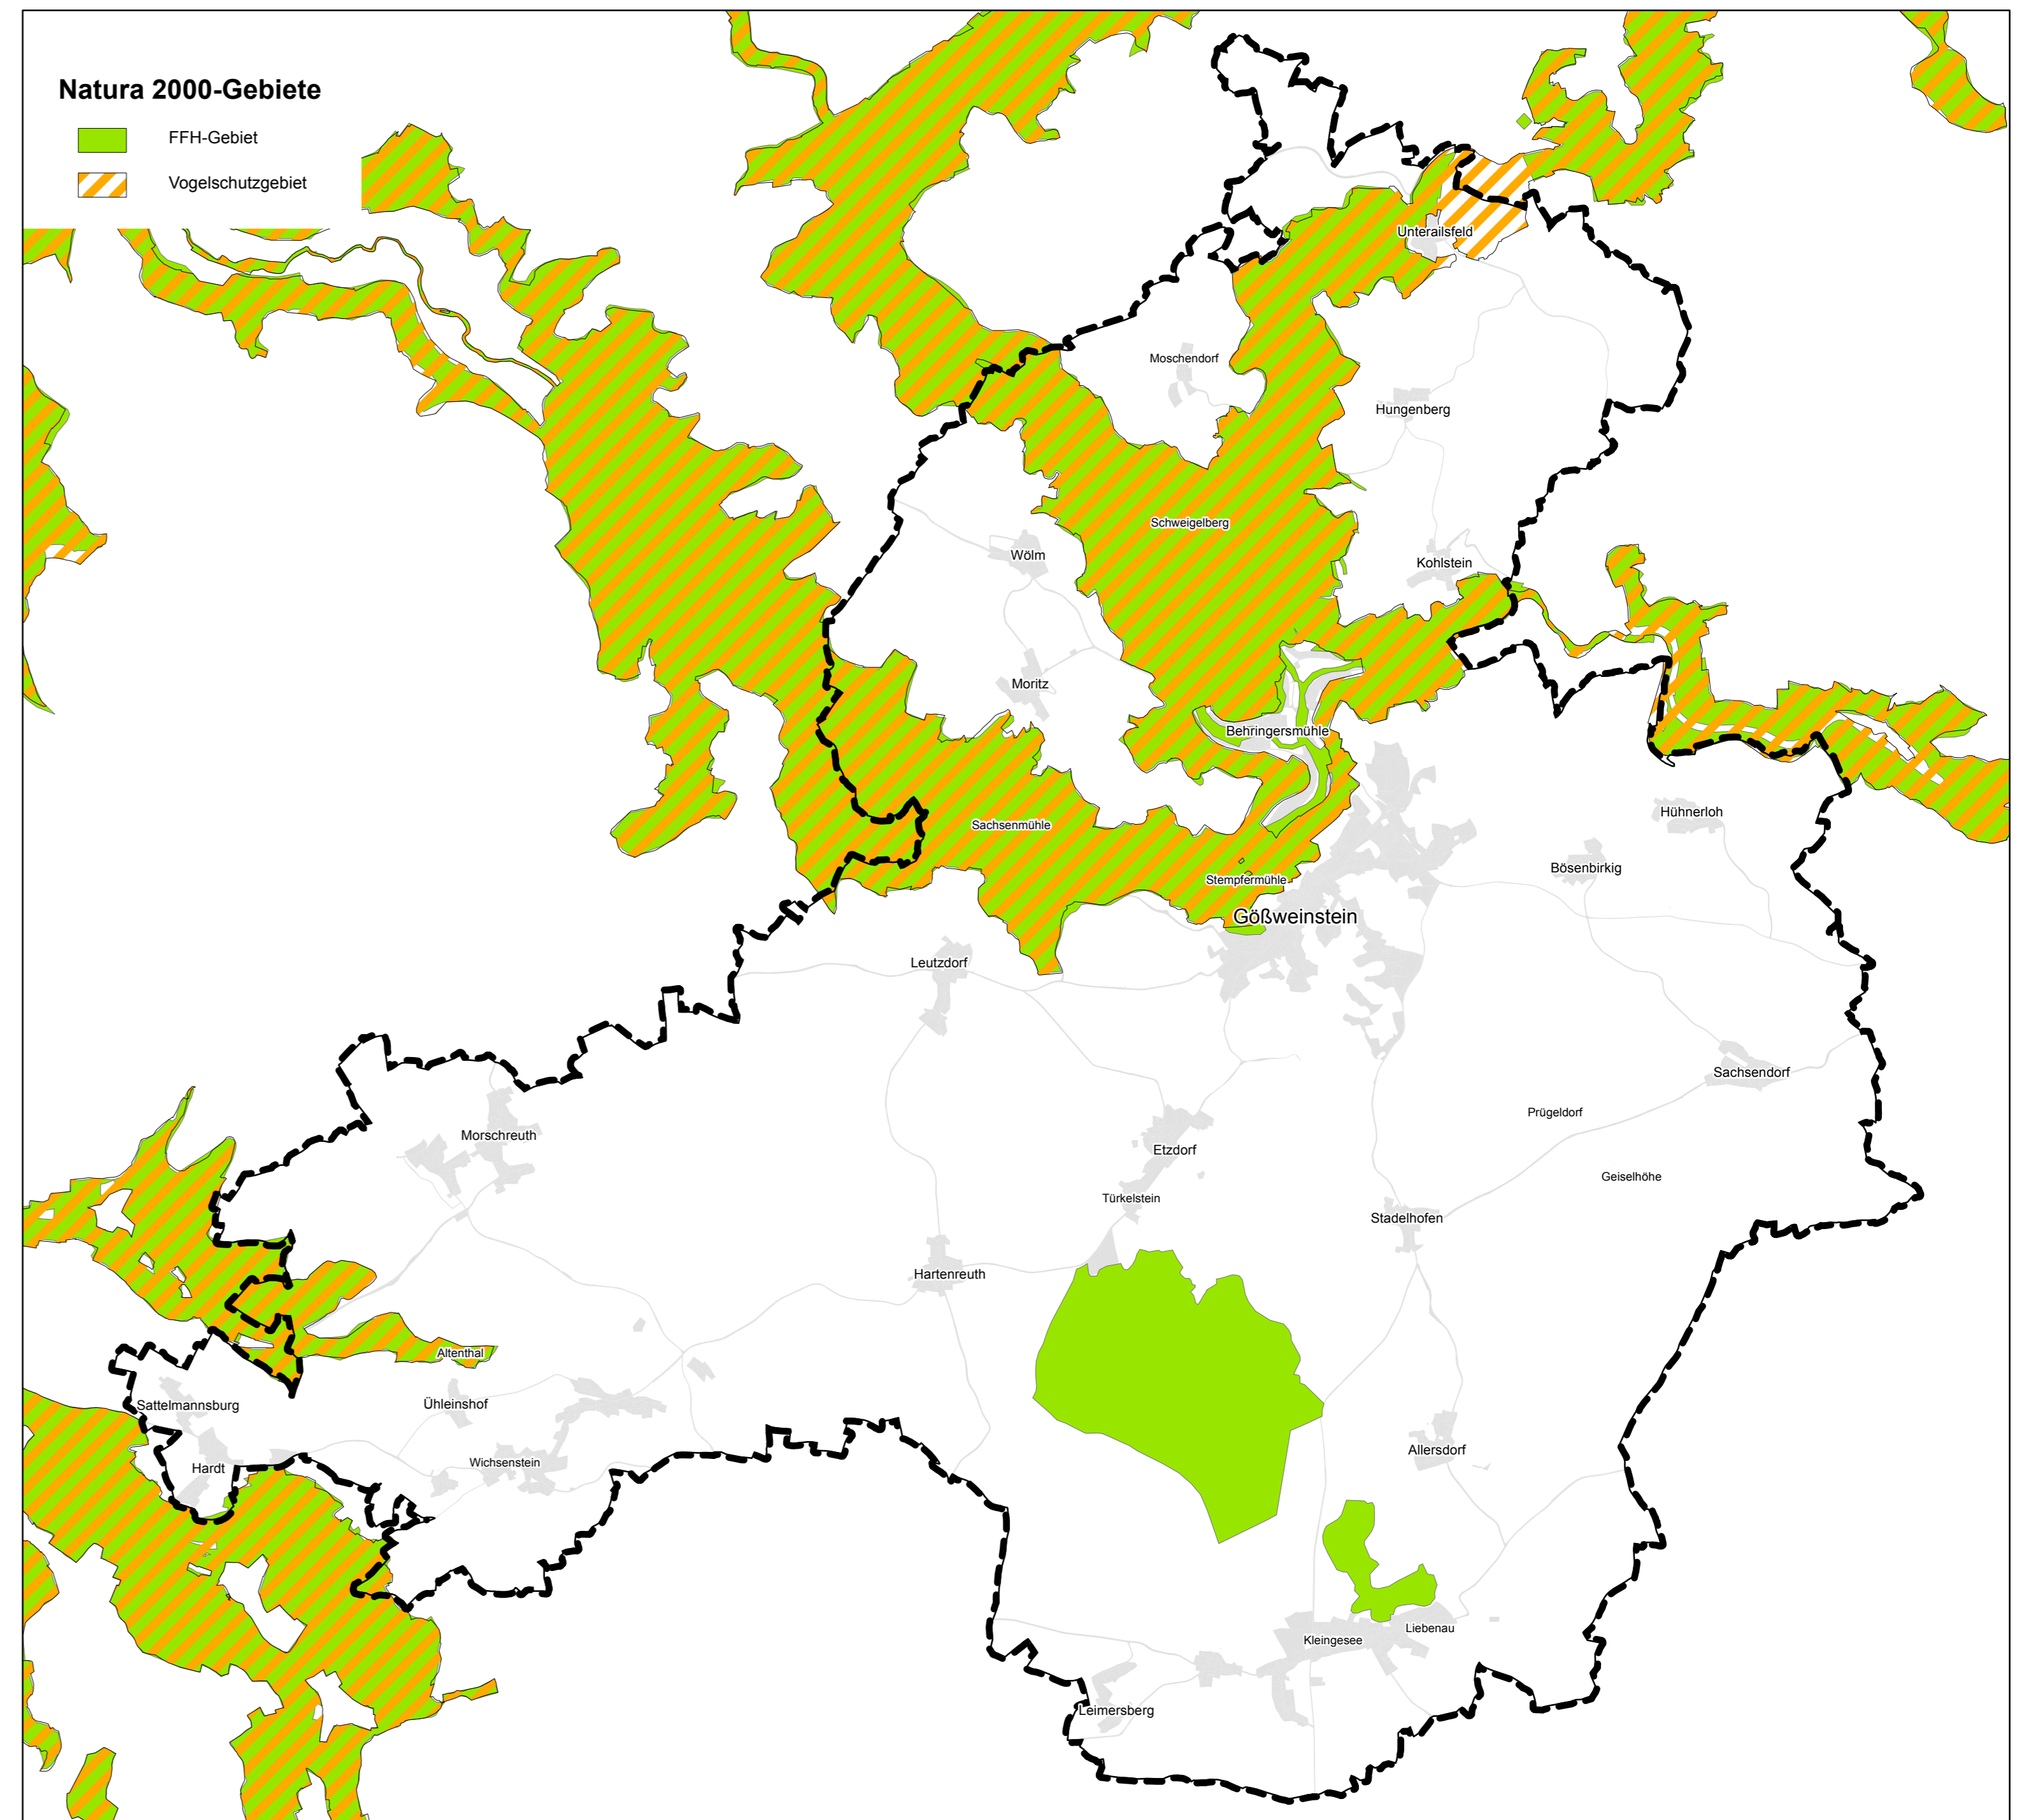 Natura 2000-Gebiete
FFH-Gebiet
Vogelschutzgebiet
Unterailsfeld
Moschendorf
Hungenberg
Schweigelberg
Wölm
Kohlstein
Moritz
Behringersmühle
Hühnerloh
Sachsenmühle
Bösenbirkig
Stempfermühle
Gößweinstein
Leutzdorf
Sachsendorf
Prügeldorf
Morschreuth
Etzdorf
Geiselhöhe
Türkelstein
Stadelhofen
Hartenreuth
Altenthal
Sattelmannsburg
Ühleinshof
Allersdorf
Wichsenstein
Hardt
Liebenau
Kleingesee
Leimersberg